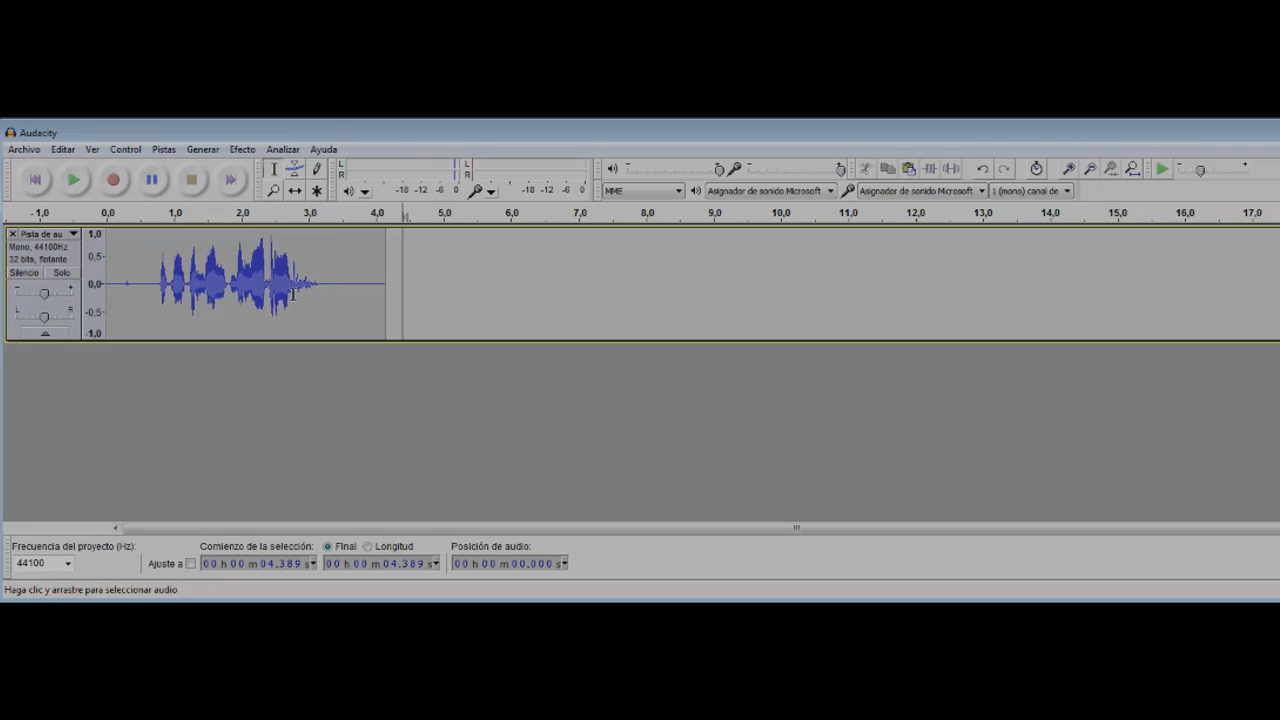 Audacity
Archivo Editar Ver Control Pistas Generar Efecto Analizar Ayuda
L R L R
-18 -12 -6 0 -18 -12 -6 0
MME Asignador de sonido Microsoft Asignador de sonido Microsoft 1 (mono) canal de
-1,0 0,0 1,0 2,0 3,0 4,0 5,0 6,0 7,0 8,0 9,0 10,0 11,0 12,0 13,0 14,0 15,0 16,0 17,0
Pista de au 1,0
Mono, 44100Hz
32 bits, flotante 0,5
Silencio Solo
0,0
- +
L R -0,5
-1,0
Frecuencia del proyecto (Hz): Comienzo de la selección: Final Longitud Posición de audio:
44100 Ajuste a 00 h 00 m 04.389 s 00 h 00 m 04.389 s 00 h 00 m 00.000 s
Haga clic y arrastre para seleccionar audio